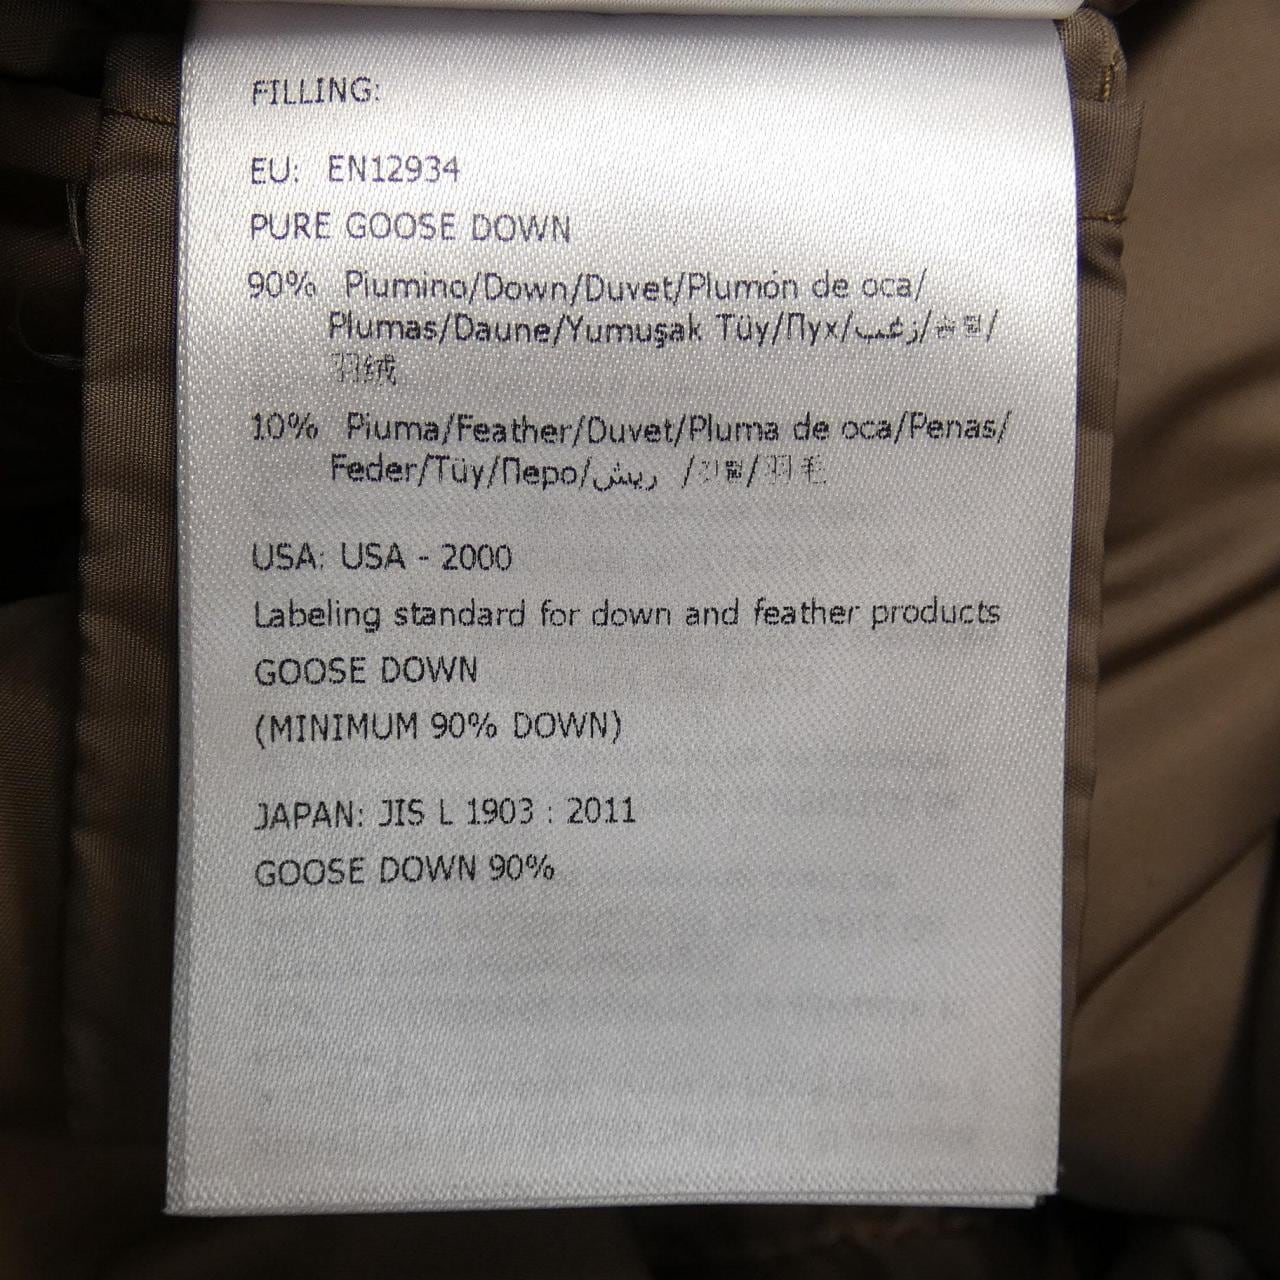 FILLING:
EU: EN12934
PURE GOOSE DOWN
90% Piumino/Down/Duvet/Plumón de oca/
Plumas/Daune/Yumuşak Tüy/Пух/زغب/
羽绒
10% Piuma/Feather/Duvet/Pluma de oca/Penas/
Feder/Tüy/Перо/ريش /깃털/羽毛
USA: USA - 2000
Labeling standard for down and feather products
GOOSE DOWN
(MINIMUM 90% DOWN)
JAPAN: JIS L 1903 : 2011
GOOSE DOWN 90%